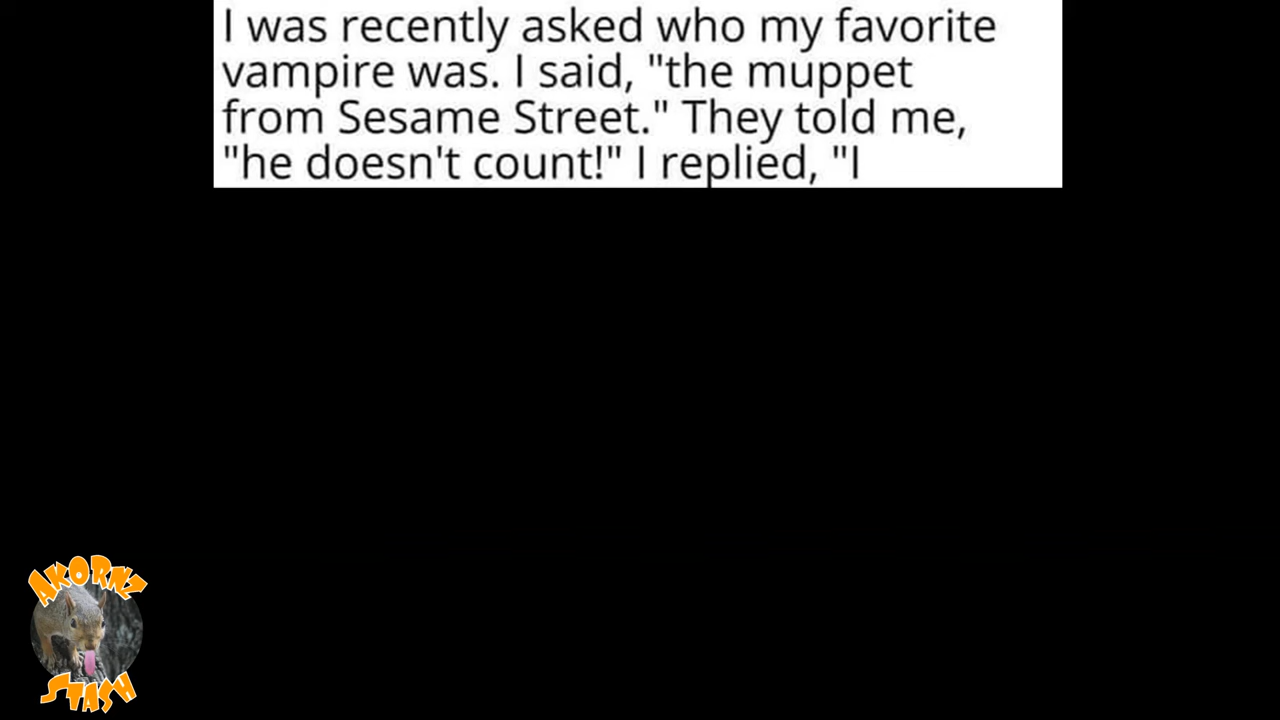 I was recently asked who my favorite
vampire was. I said, "the muppet
from Sesame Street." They told me,
"he doesn't count!" I replied, "I
AKORNZ
STASH